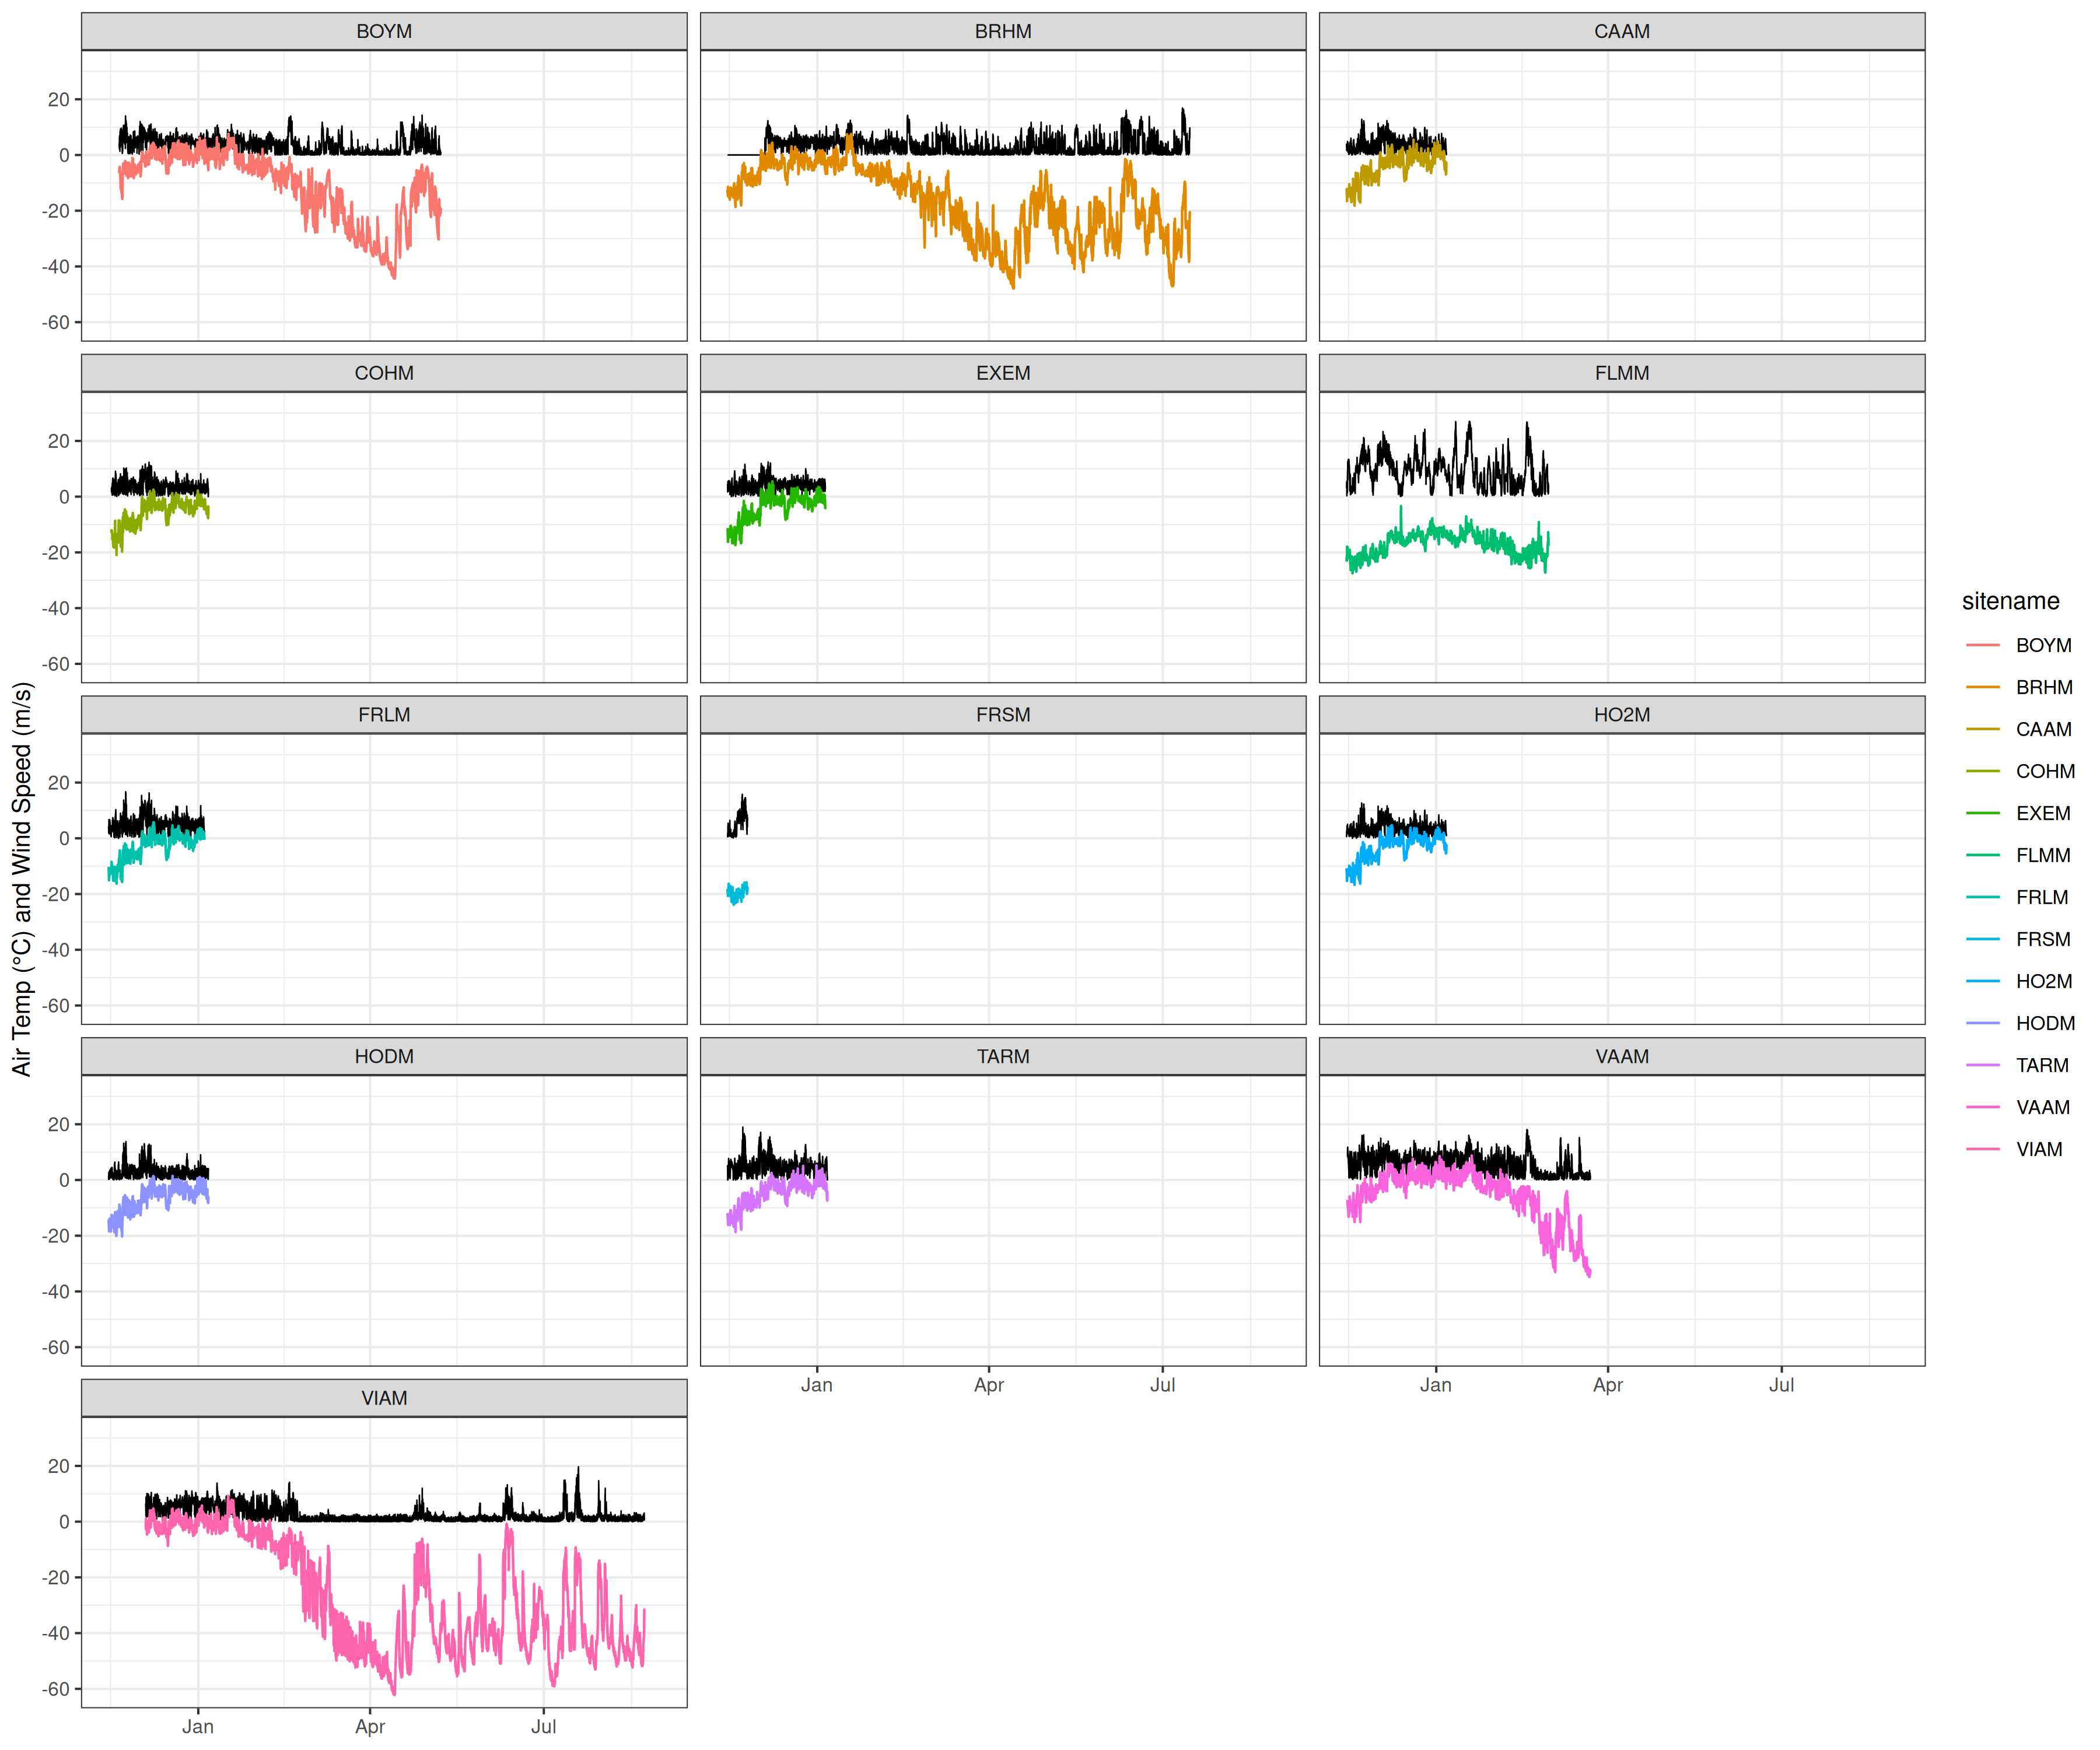 BOYM
BRHM
CAAM
20
0
-20
-40
-60
COHM
EXEM
FLMM
20
0
-20
-40
-60
FRLM
FRSM
HO2M
20
0
-20
-40
-60
HODM
TARM
VAAM
20
0
-20
-40
-60
Jan
Apr
Jul
Jan
Apr
Jul
VIAM
20
0
-20
-40
-60
Jan
Apr
Jul
Air Temp (°C) and Wind Speed (m/s)
sitename
BOYM
BRHM
CAAM
COHM
EXEM
FLMM
FRLM
FRSM
HO2M
HODM
TARM
VAAM
VIAM